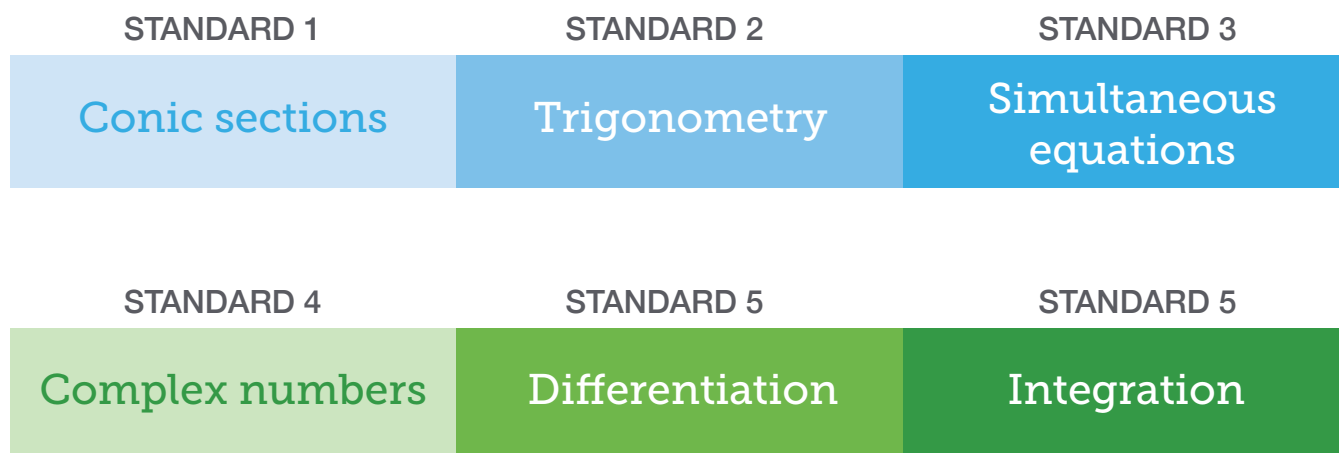 STANDARD 1
STANDARD 2
STANDARD 3
Conic sections
Trigonometry
Simultaneous
equations
STANDARD 4
STANDARD 5
STANDARD 5
Complex numbers
Differentiation
Integration